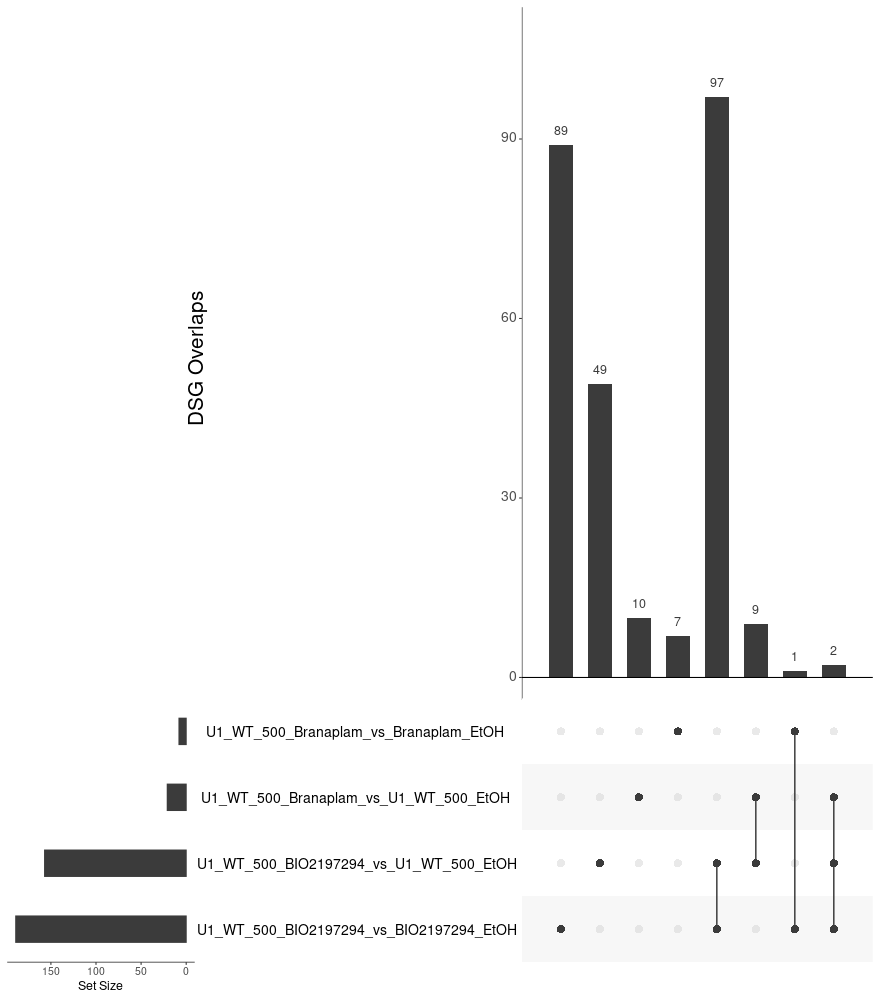 97
89
90
DSG Overlaps
60
49
30
10
9
7
2
1
0
U1_WT_500_Branaplam_vs_Branaplam_EtOH
U1_WT_500_Branaplam_vs_U1_WT_500_EtOH
U1_WT_500_BIO2197294_vs_U1_WT_500_EtOH
U1_WT_500_BIO2197294_vs_BIO2197294_EtOH
150 100 50 0
Set Size